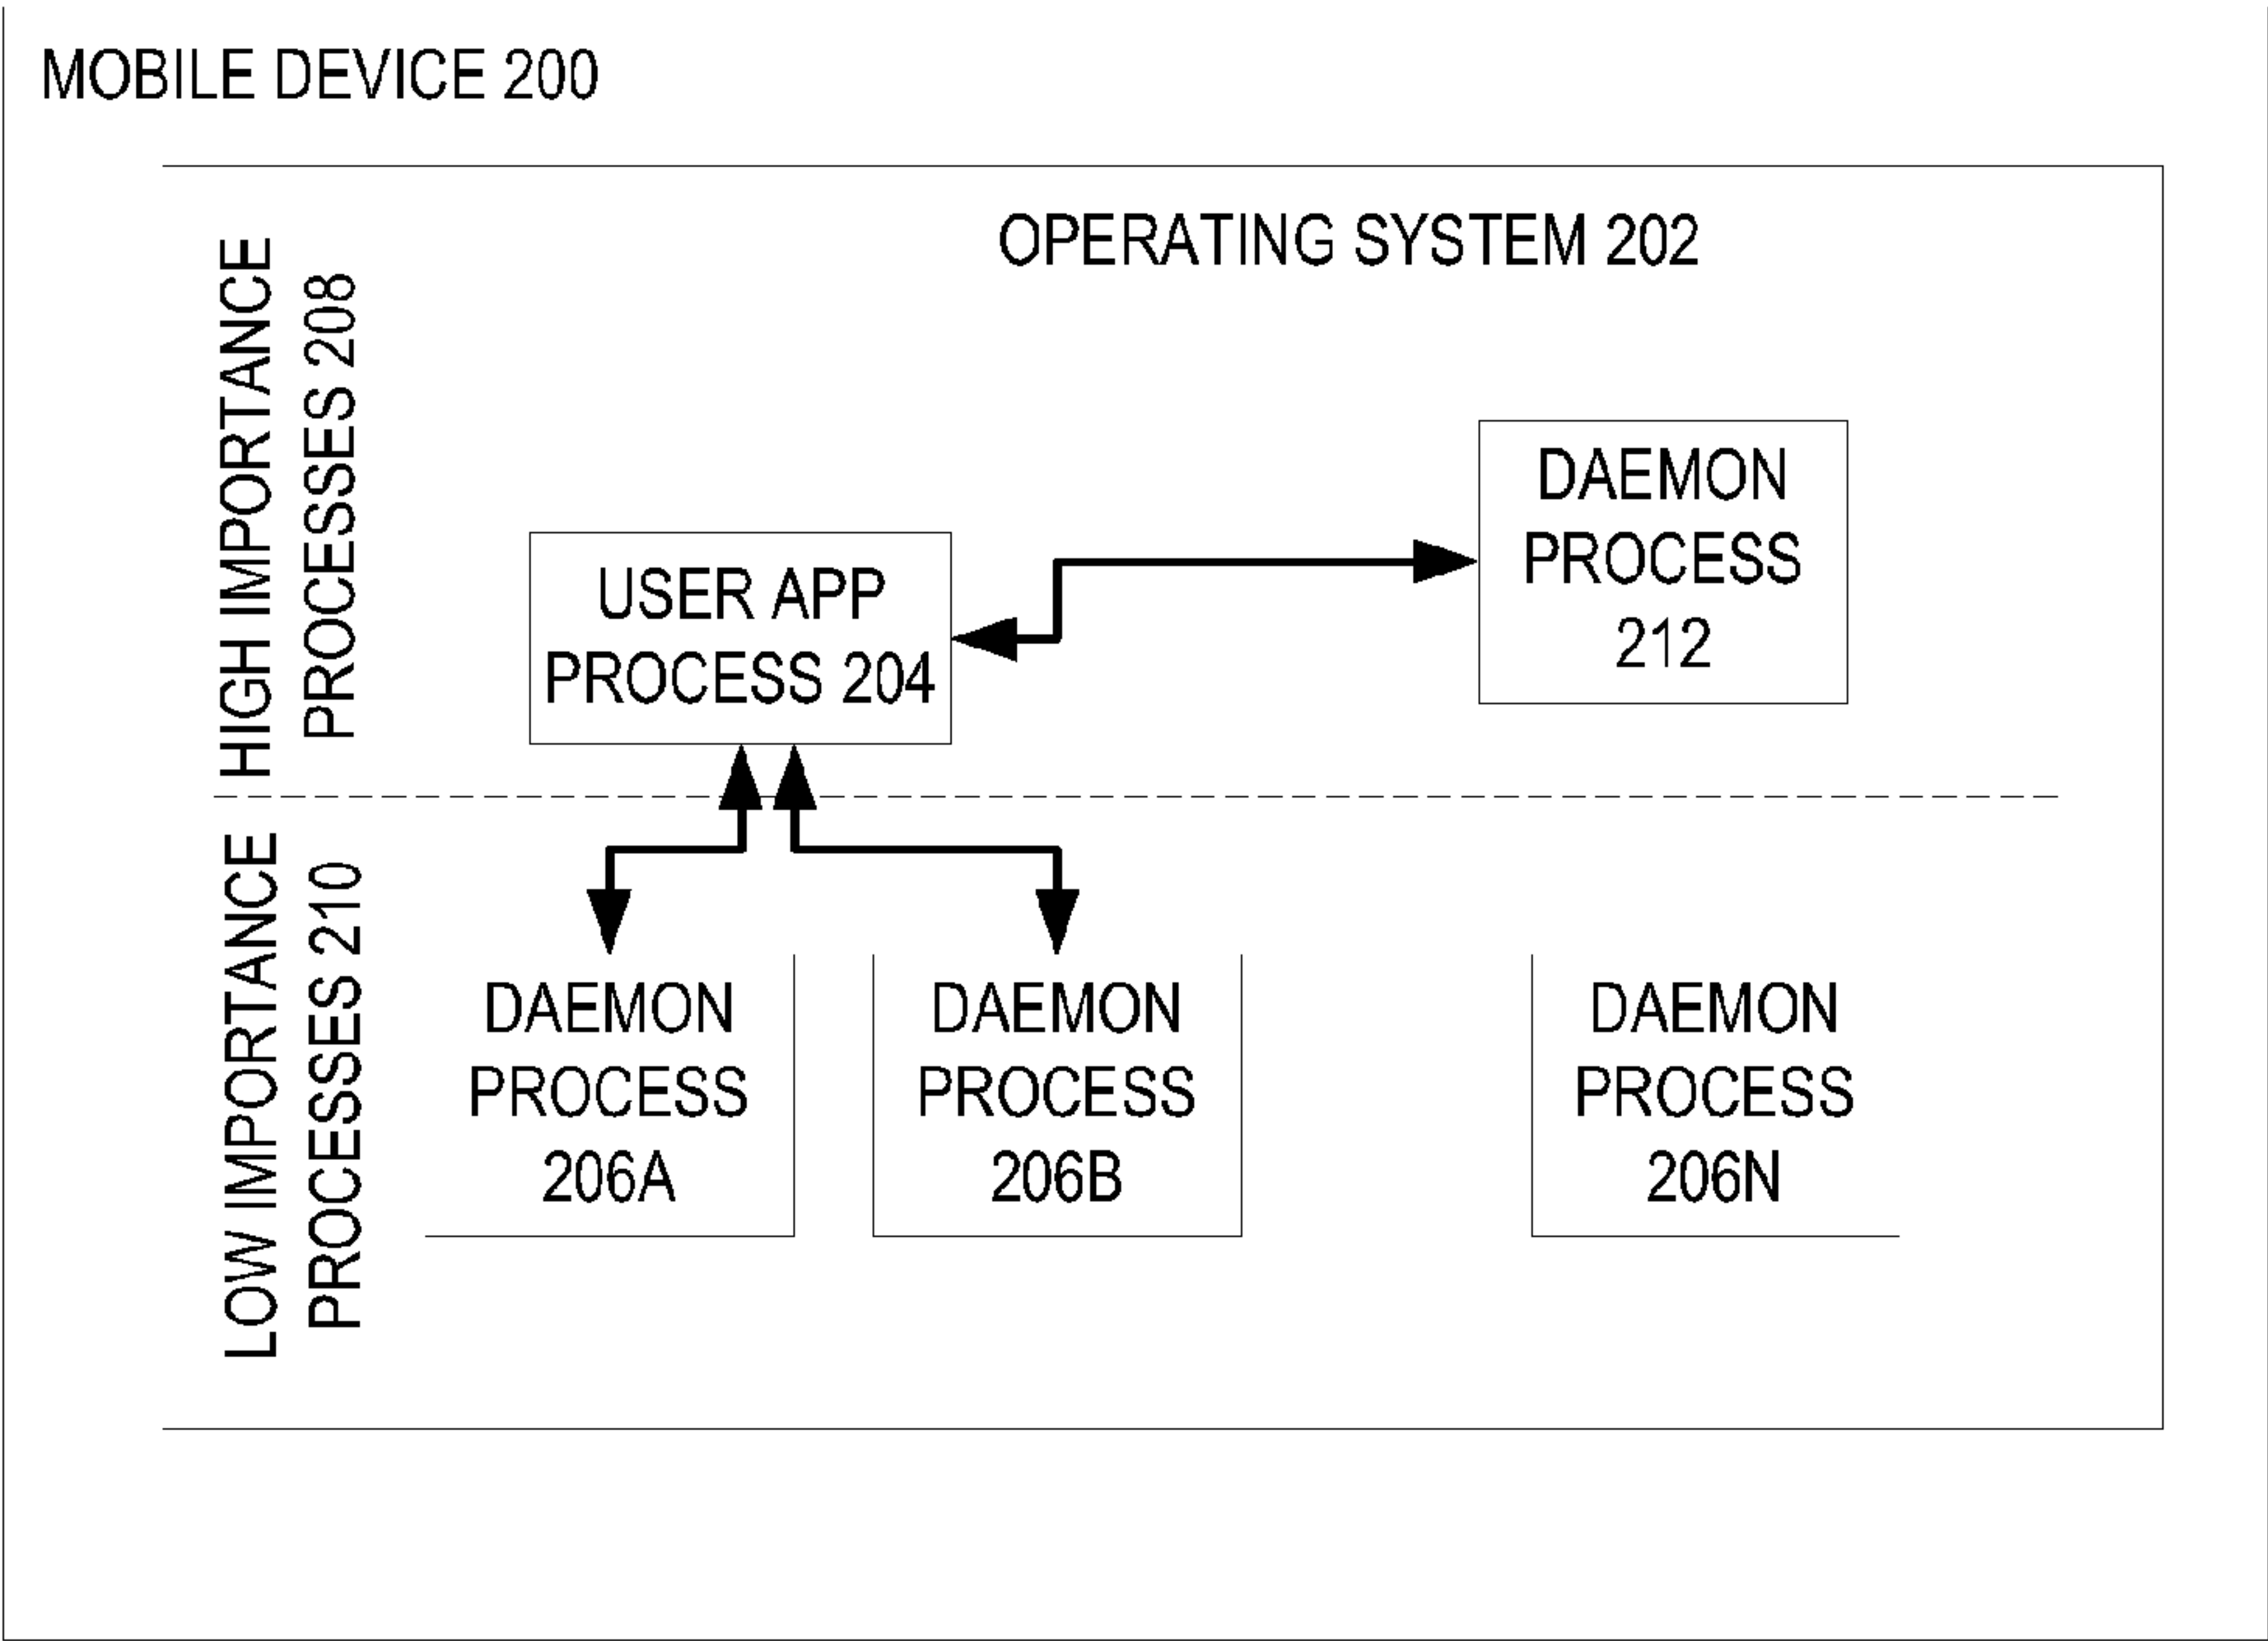 MOBILE DEVICE 200
OPERATING SYSTEM 202
HIGH IMPORTANCE
PROCESSES 208
DAEMON
PROCESS
212
USER APP
PROCESS 204
LOW IMPORTANCE
PROCESSES 210
DAEMON
PROCESS
206A
DAEMON
PROCESS
206B
DAEMON
PROCESS
206N